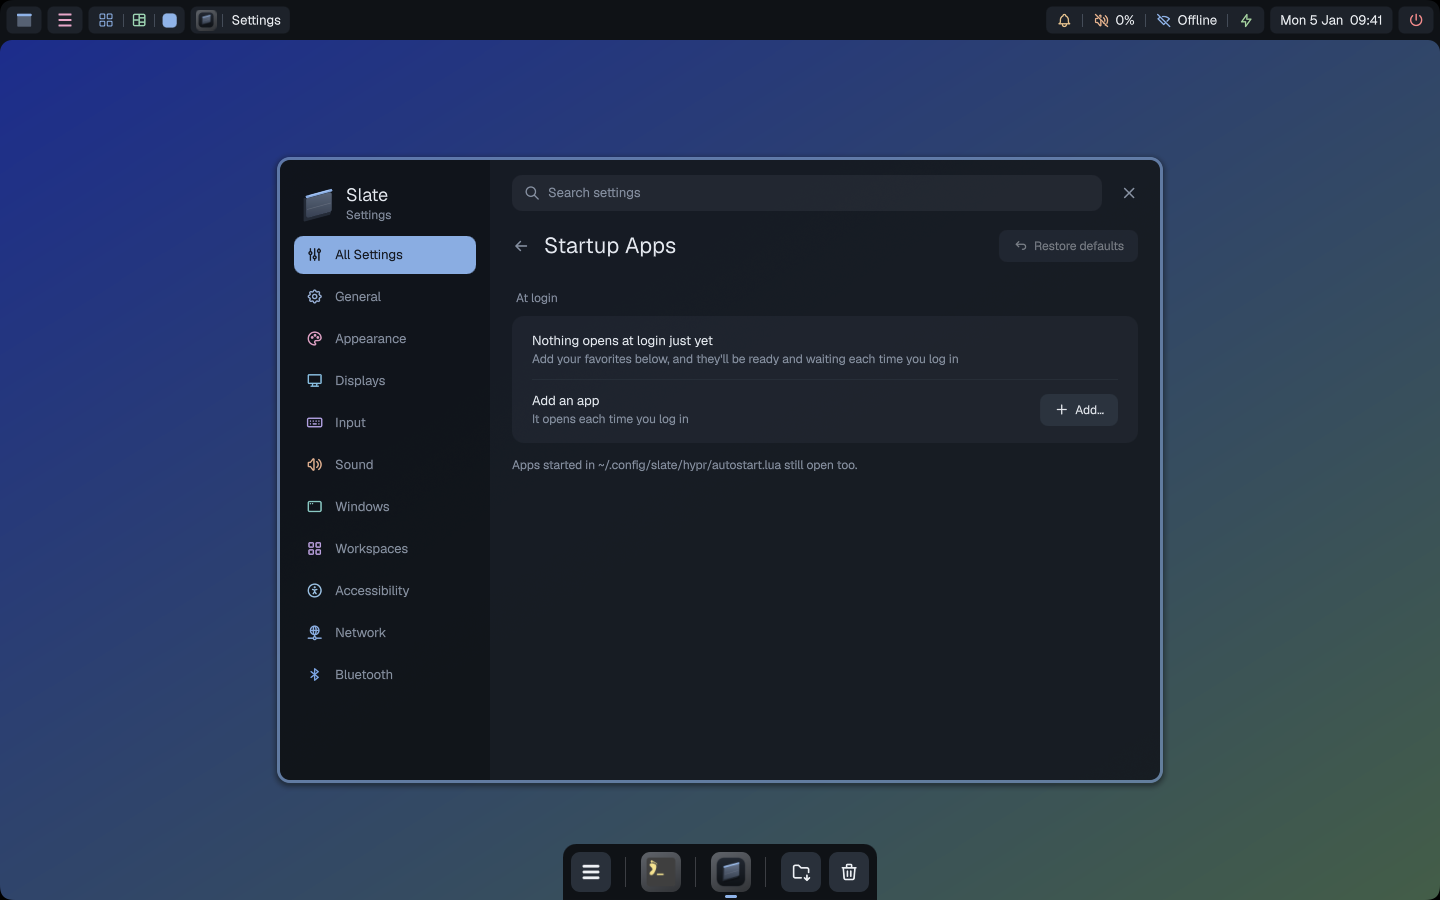 Settings
0%
Offline
Mon 5 Jan 09:41
Slate
Settings
Search settings
All Settings
General
Appearance
Displays
Input
Sound
Windows
Workspaces
Accessibility
Network
Bluetooth
Startup Apps
Restore defaults
At login
Nothing opens at login just yet
Add your favorites below, and they'll be ready and waiting each time you log in
Add an app
It opens each time you log in
Add…
Apps started in ~/.config/slate/hypr/autostart.lua still open too.